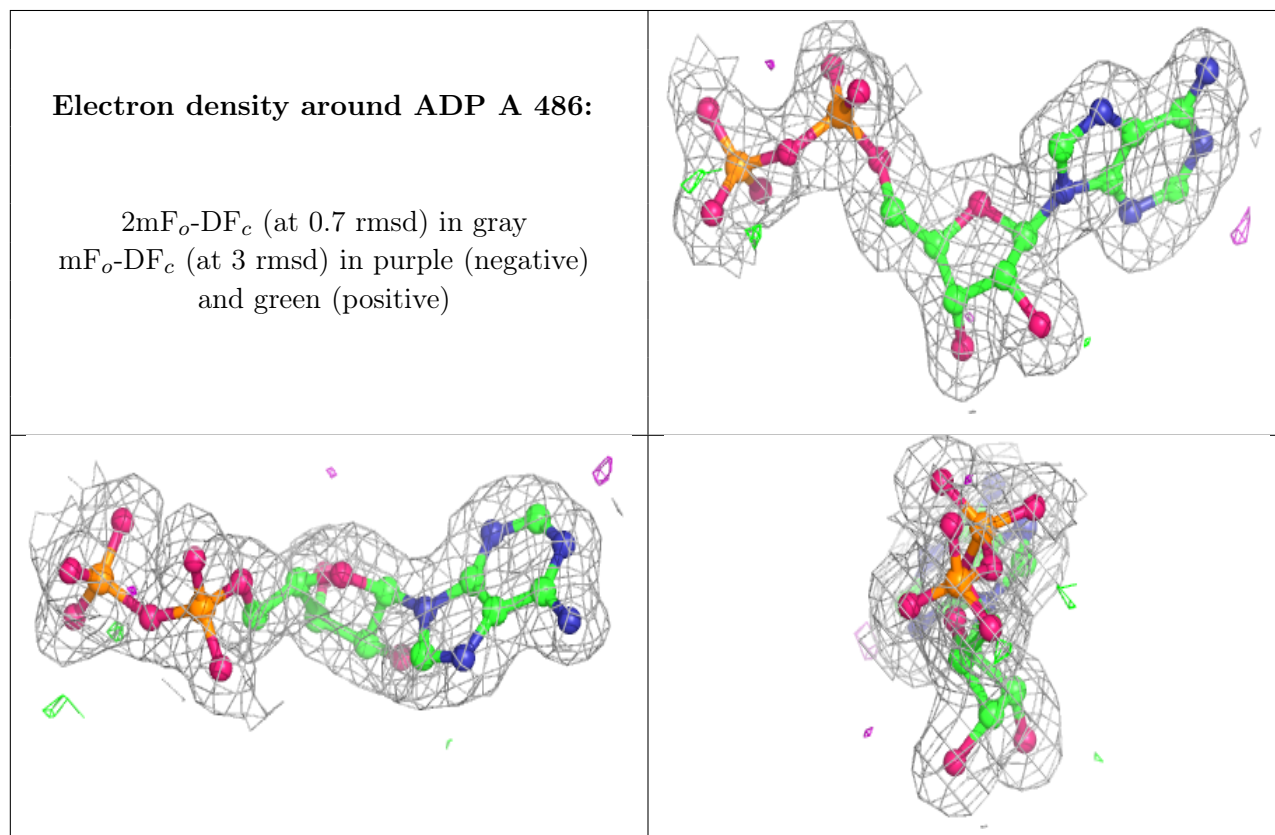 Electron density around ADP A 486:
2mFo-DFc (at 0.7 rmsd) in gray
mFo-DFc (at 3 rmsd) in purple (negative)
and green (positive)